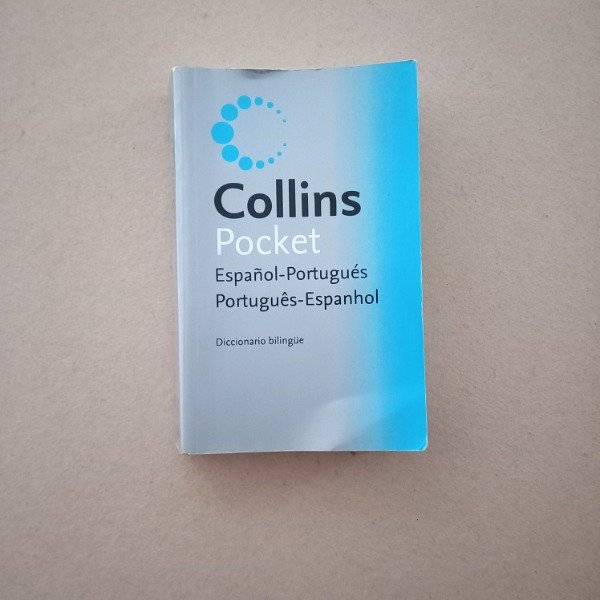 Collins
Pocket
Español-Portugués
Português-Espanhol
Diccionario bilingüe